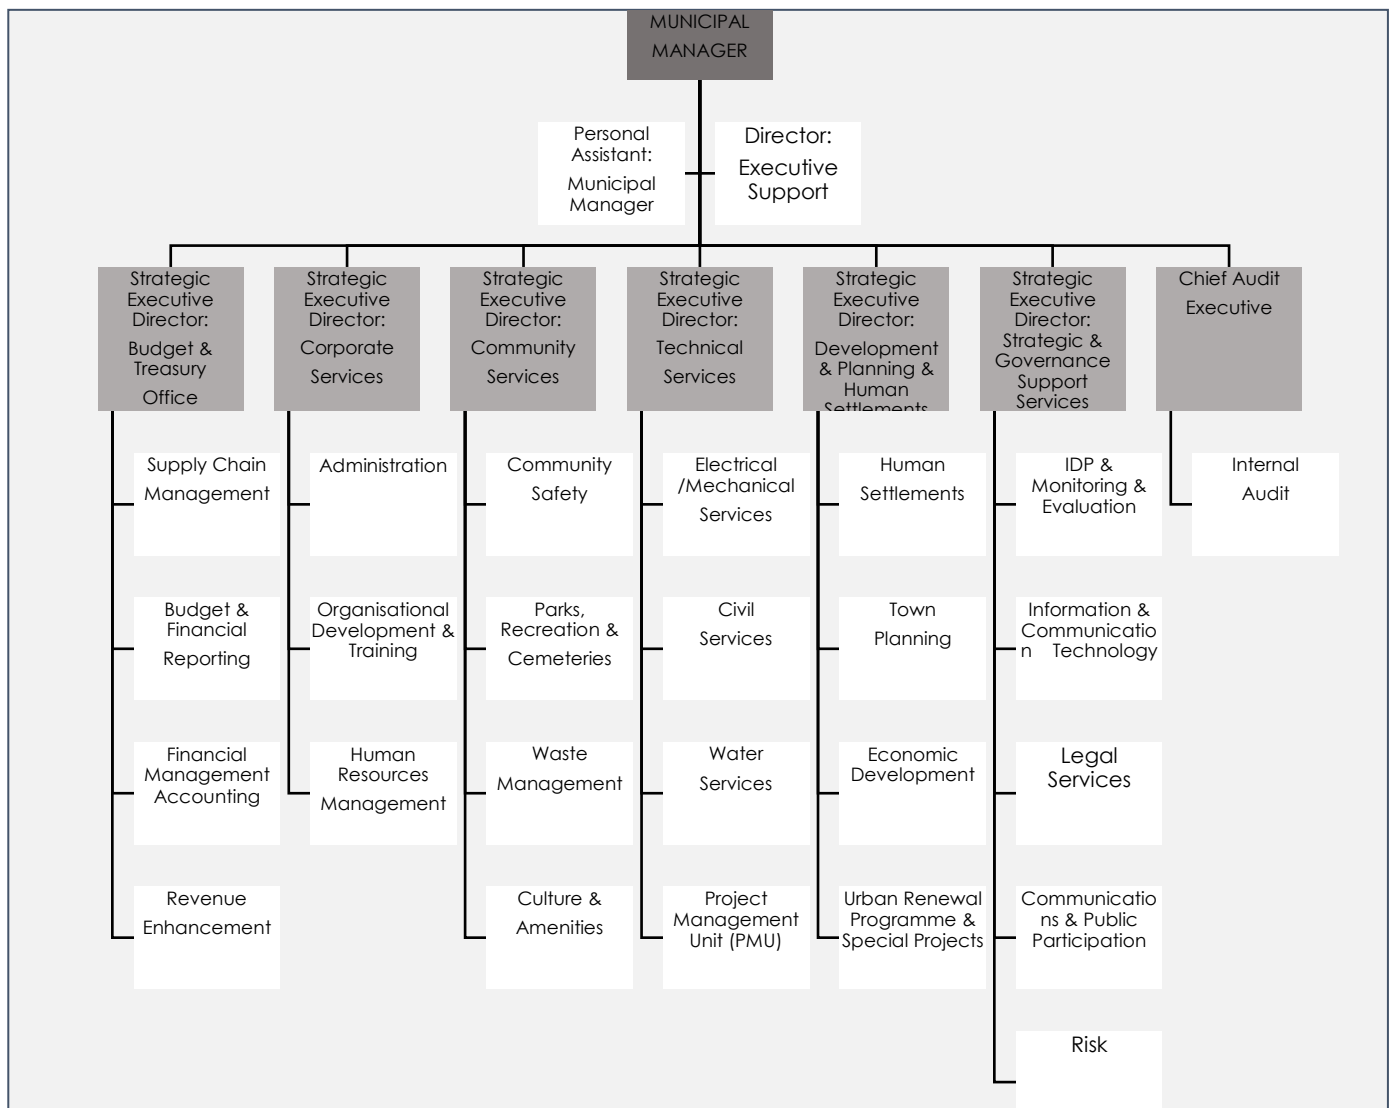 MUNICIPAL
MANAGER
Personal
Assistant:
Municipal
Manager
Director:
Executive
Support
Strategic
Executive
Director:
Budget &
Treasury
Office
Strategic
Executive
Director:
Corporate
Services
Strategic
Executive
Director:
Community
Services
Strategic
Executive
Director:
Technical
Services
Strategic
Executive
Director:
Development
& Planning &
Human
Settlements
Strategic
Executive
Director:
Strategic &
Governance
Support
Services
Chief Audit
Executive
Supply Chain
Management
Administration
Community
Safety
Electrical
/Mechanical
Services
Human
Settlements
IDP &
Monitoring &
Evaluation
Internal
Audit
Budget &
Financial
Reporting
Organisational
Development &
Training
Parks,
Recreation &
Cemeteries
Civil
Services
Town
Planning
Information &
Communicatio
n Technology
Financial
Management
Accounting
Human
Resources
Management
Waste
Management
Water
Services
Economic
Development
Legal
Services
Revenue
Enhancement
Culture &
Amenities
Project
Management
Unit (PMU)
Urban Renewal
Programme &
Special Projects
Communicatio
ns & Public
Participation
Risk